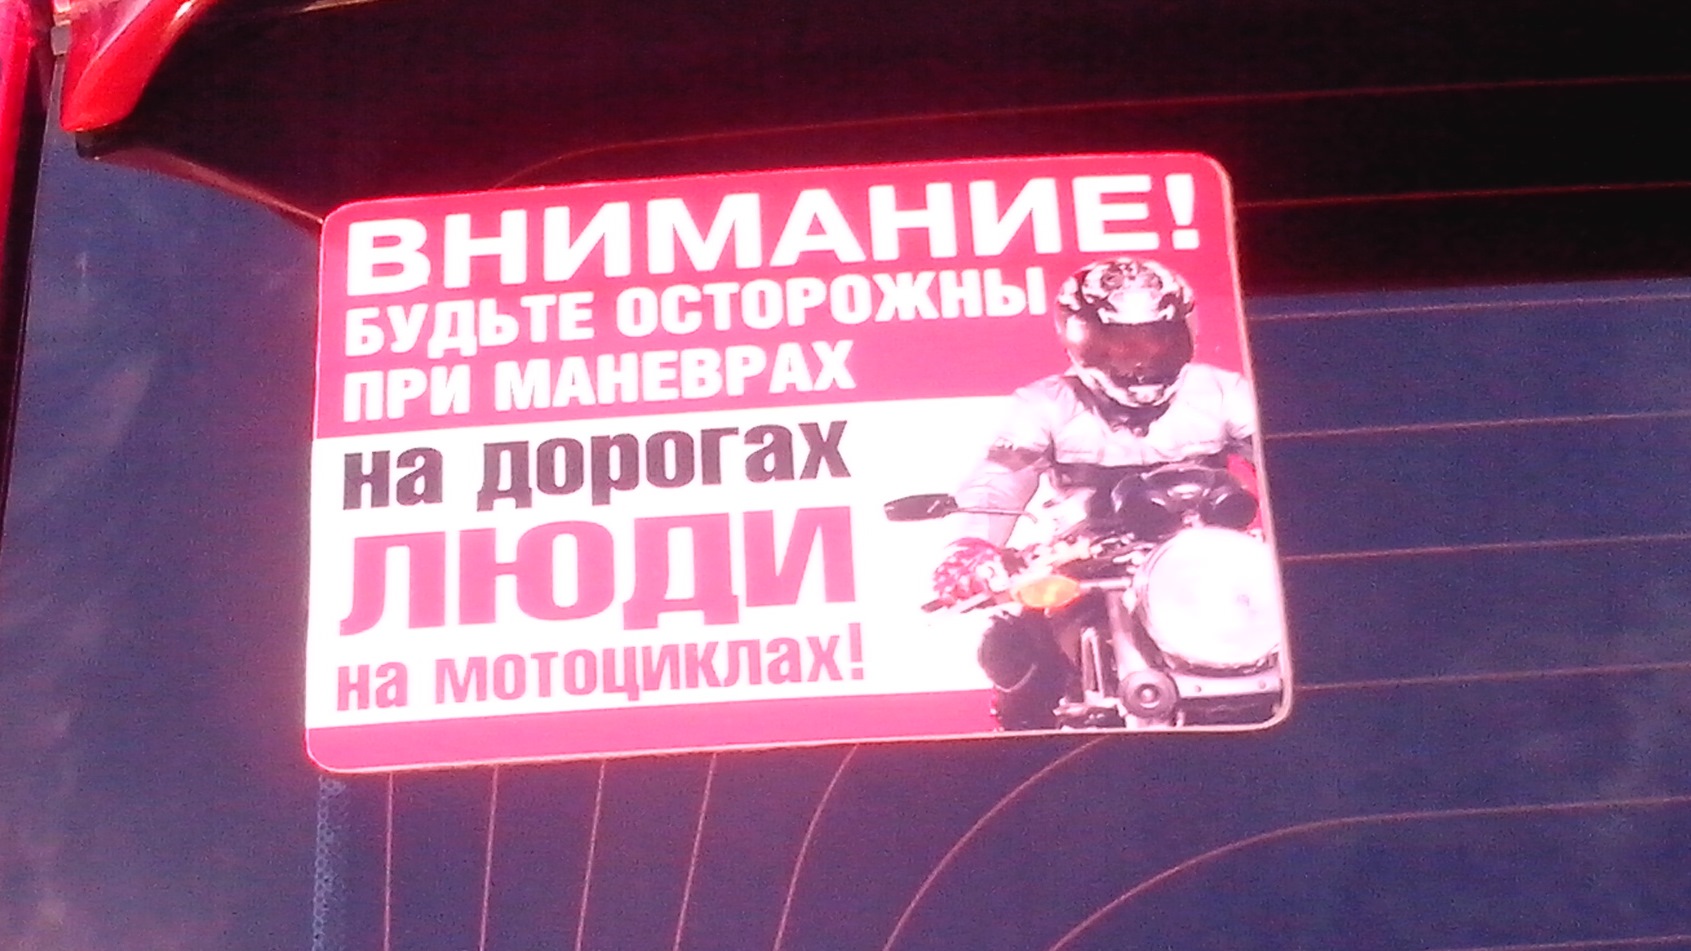 ВНИМАНИЕ!
БУДЬТЕ ОСТОРОЖНЫ
ПРИ МАНЕВРАХ
на дорогах
ЛЮДИ
на мотоциклах!